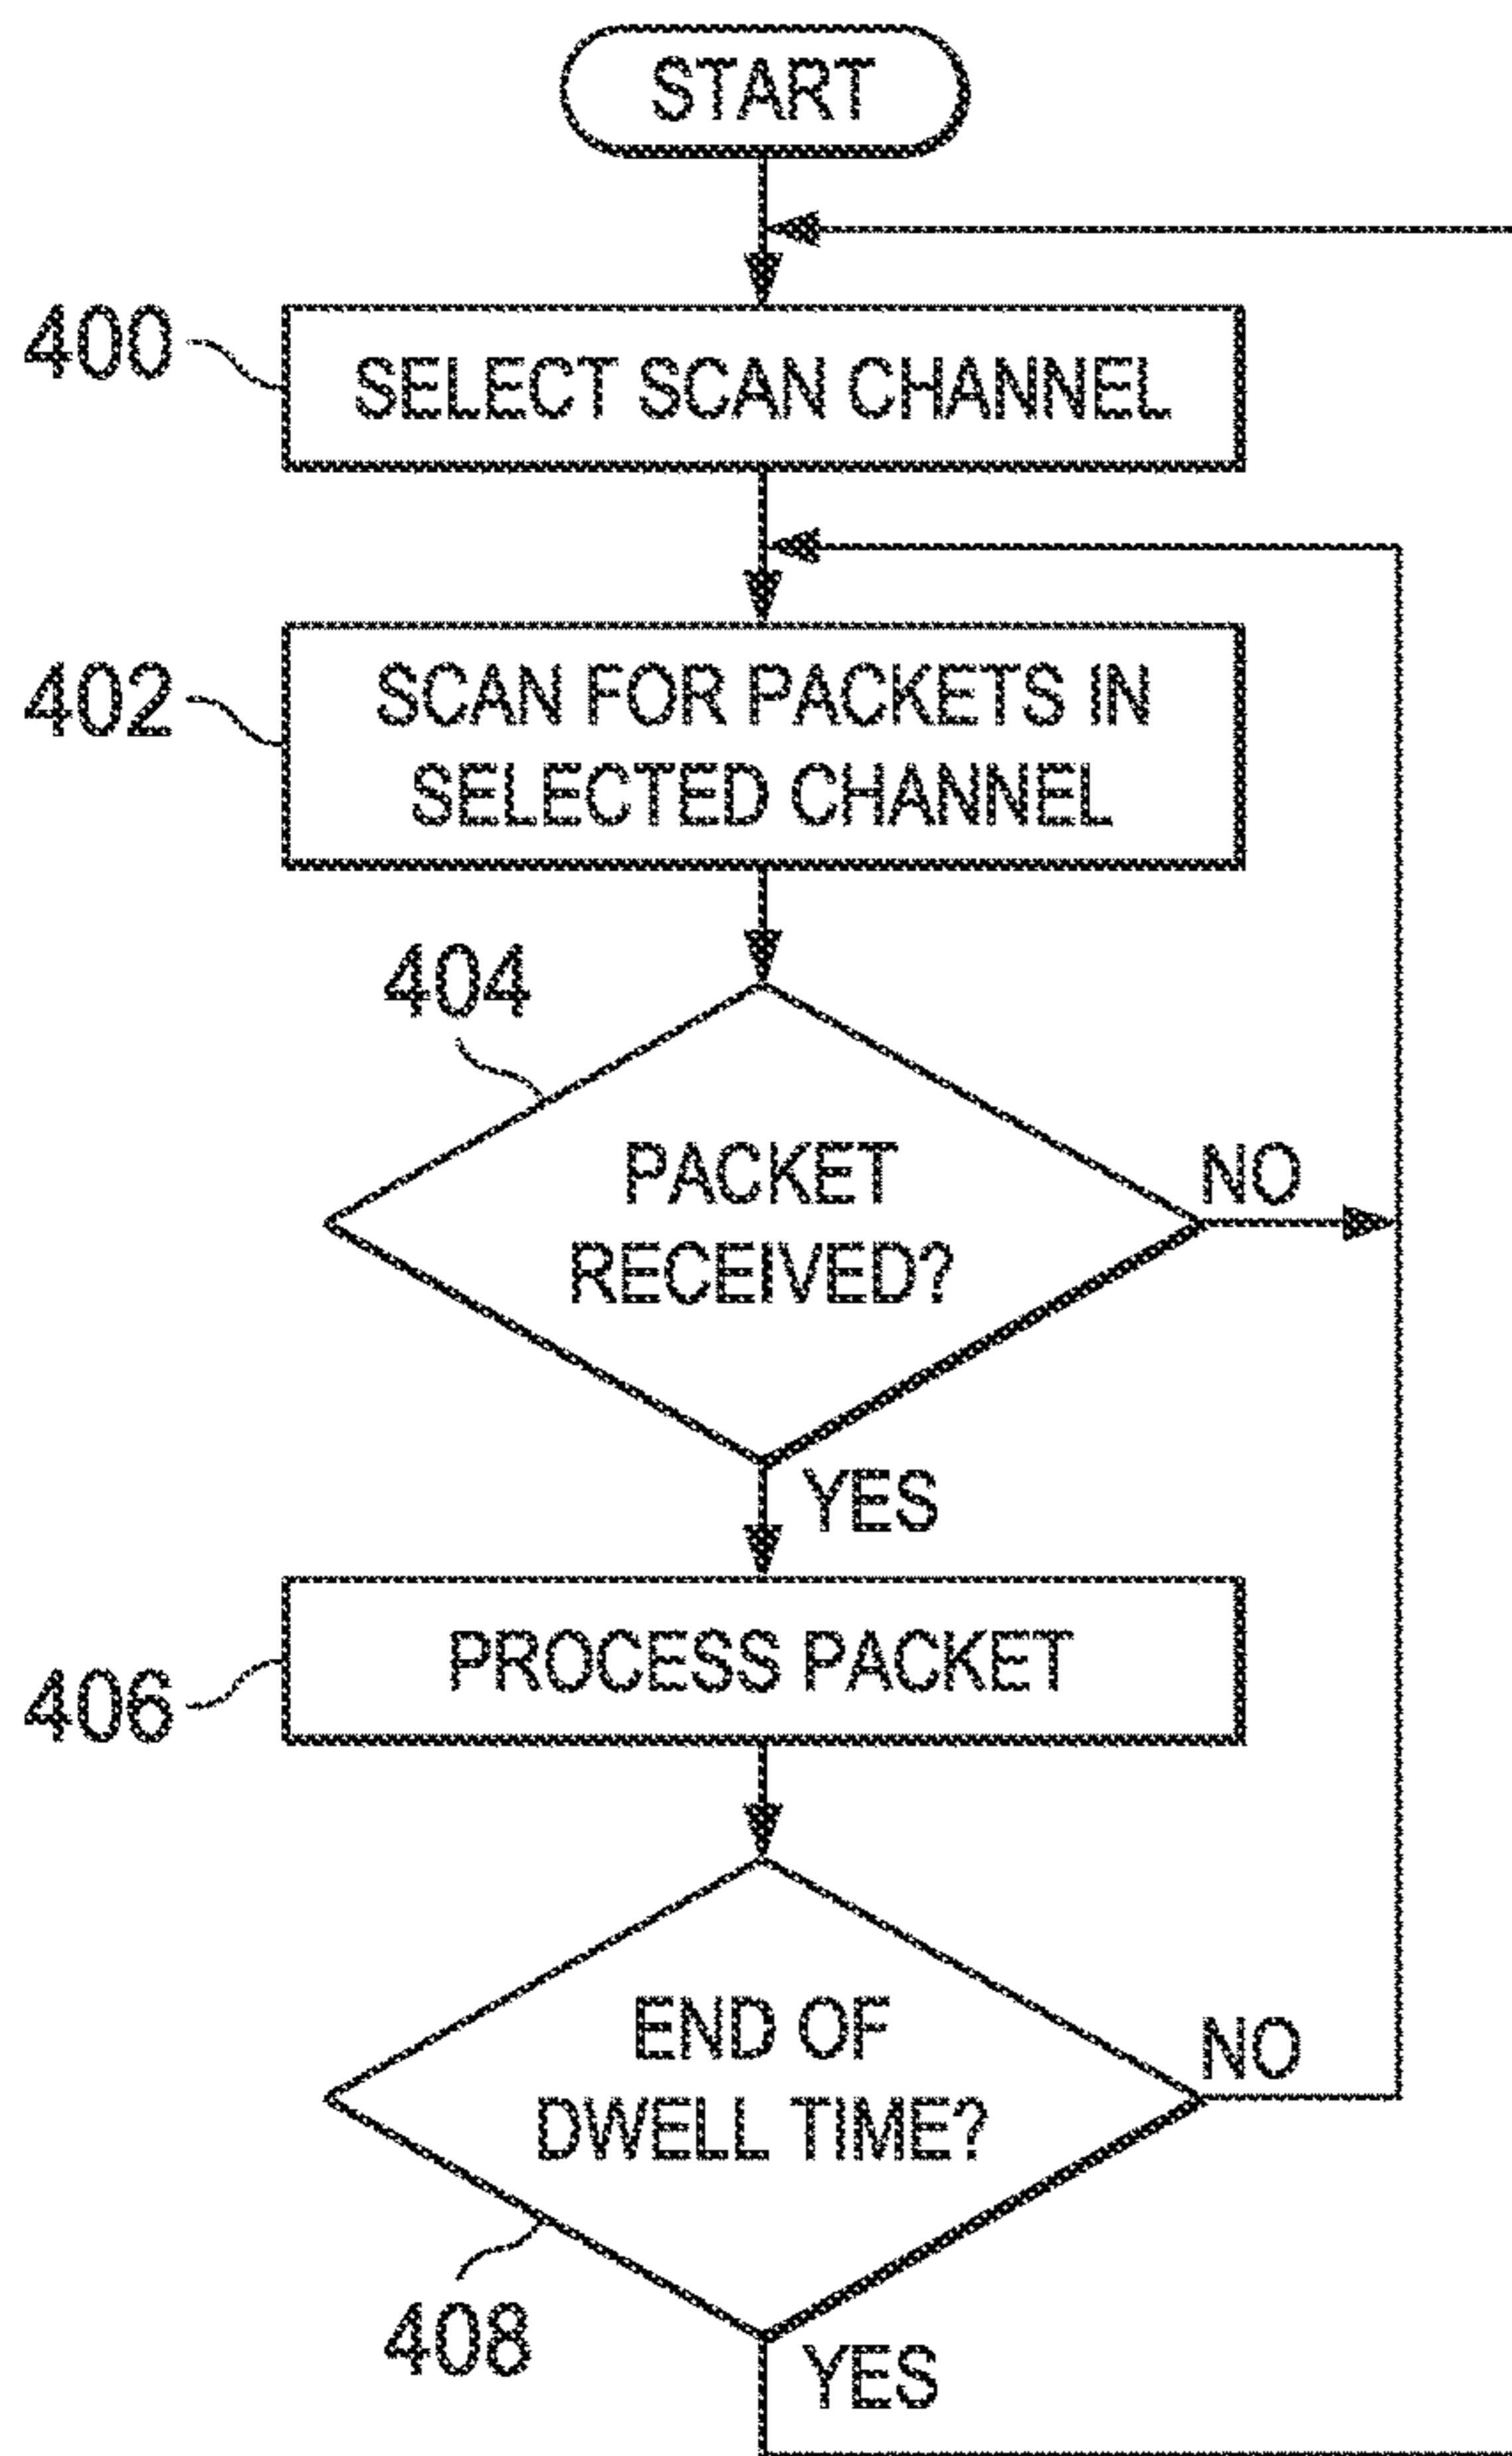 START
400
SELECT SCAN CHANNEL
402
SCAN FOR PACKETS IN
SELECTED CHANNEL
404
PACKET
RECEIVED?
NO
YES
406
PROCESS PACKET
END OF
DWELL TIME?
NO
408
YES